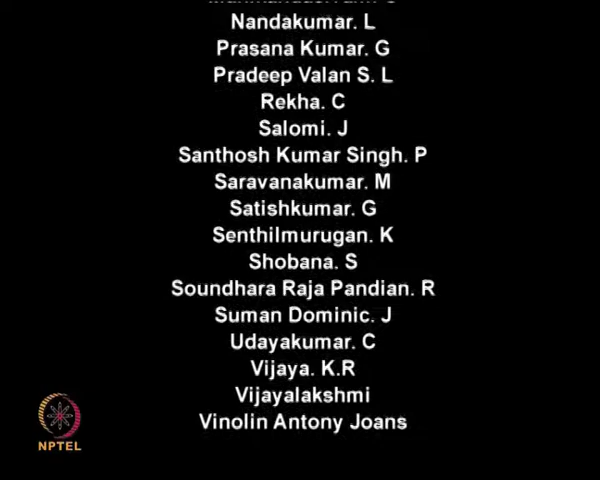 Nandakumar. L
Prasana Kumar. G
Pradeep Valan S. L
Rekha. C
Salomi. J
Santhosh Kumar Singh. P
Saravanakumar. M
Satishkumar. G
Senthilmurugan. K
Shobana. S
Soundhara Raja Pandian. R
Suman Dominic. J
Udayakumar. C
Vijaya. K.R
Vijayalakshmi
Vinolin Antony Joans
NPTEL